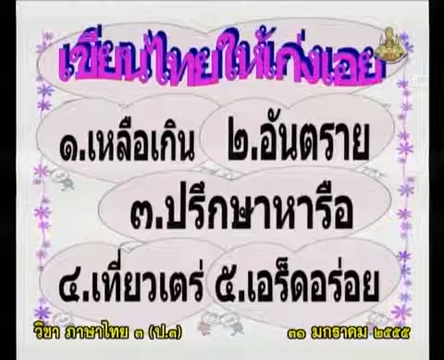 เขียนไทยให้เก่งเอย
๑.เหลือเกิน ๒.อันตราย
๓.ปรึกษาหารือ
๔.เที่ยวเตร่ ๕.เอร็ดอร่อย
วิชา ภาษาไทย ๓ (ป.๓) ๓๑ มกราคม ๒๕๕๕